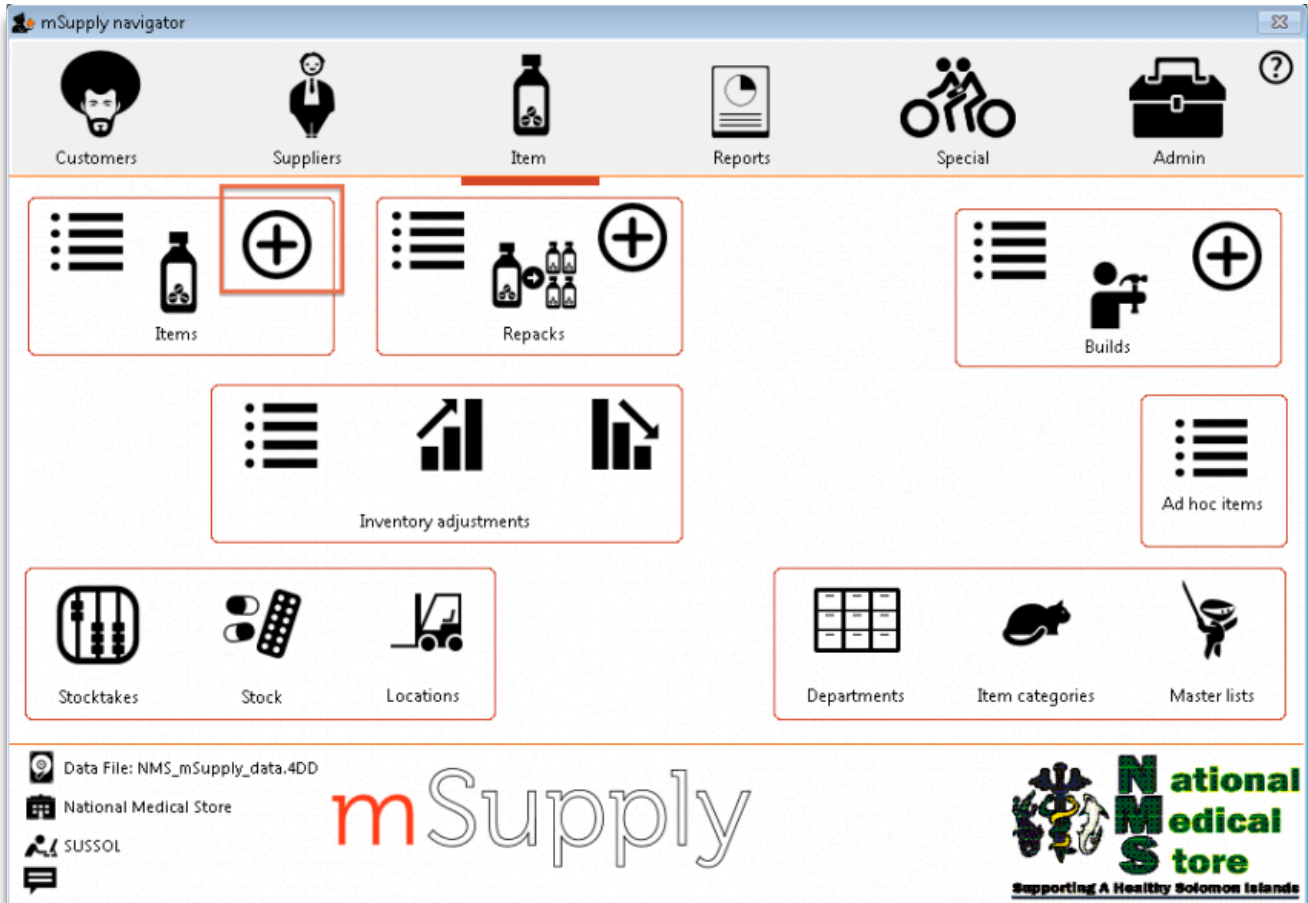 mSupply navigator
?
Customers
Suppliers
Item
Reports
Special
Admin
Items
Repacks
Builds
Inventory adjustments
Ad hoc items
Stocktakes
Stock
Locations
Departments
Item categories
Master lists
Data File: NMS_mSupply_data.4DD
National Medical Store
SUSSOL
mSupply
National
Medical
Store
Supporting A Healthy Solomon Islands